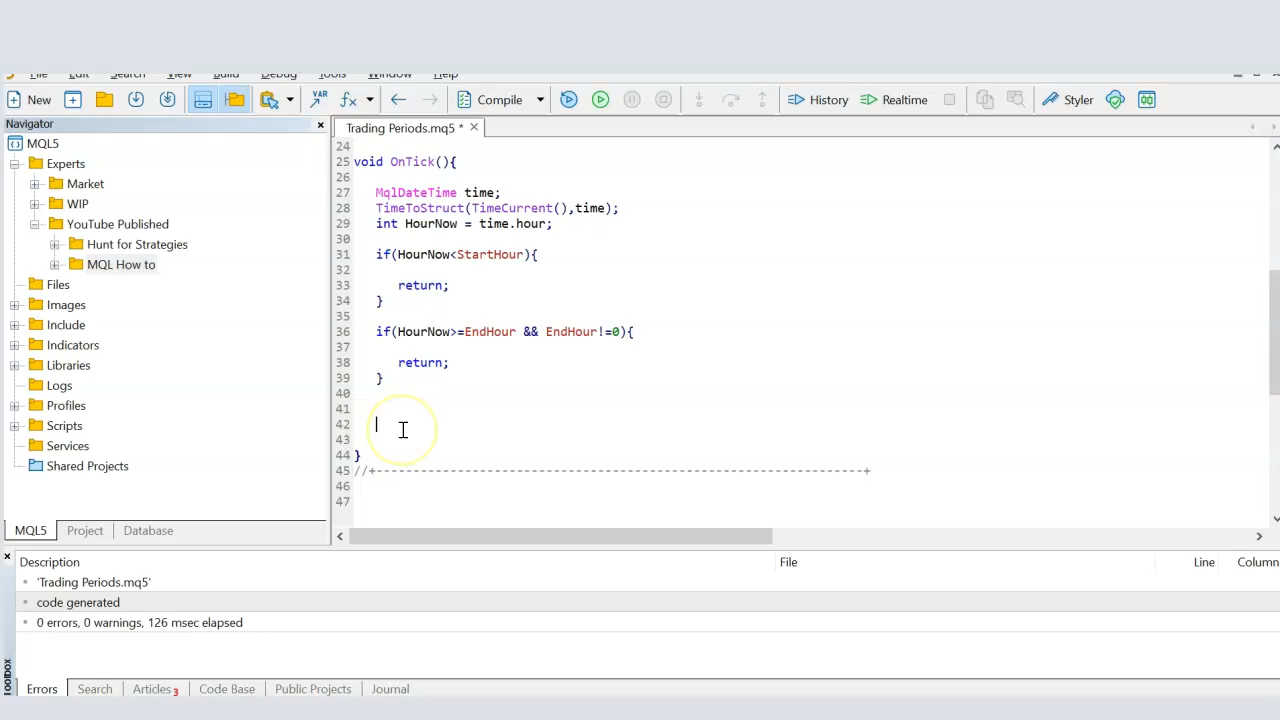 File Edit Search View Build Debug Tools Window Help
New Compile History Realtime Styler
Navigator
Trading Periods.mq5 *
MQL5
Experts
Market
WIP
YouTube Published
Hunt for Strategies
MQL How to
Files
Images
Include
Indicators
Libraries
Logs
Profiles
Scripts
Services
Shared Projects
MQL5 Project Database
24
25 void OnTick(){
26
27 MqlDateTime time;
28 TimeToStruct(TimeCurrent(),time);
29 int HourNow = time.hour;
30
31 if(HourNow<StartHour){
32
33 return;
34 }
35
36 if(HourNow>=EndHour && EndHour!=0){
37
38 return;
39 }
40
41
42
43
44 }
45 //+------------------------------------------------------------------+
46
47
Description File Line Column
'Trading Periods.mq5'
code generated
0 errors, 0 warnings, 126 msec elapsed
Toolbox
Errors Search Articles 3 Code Base Public Projects Journal